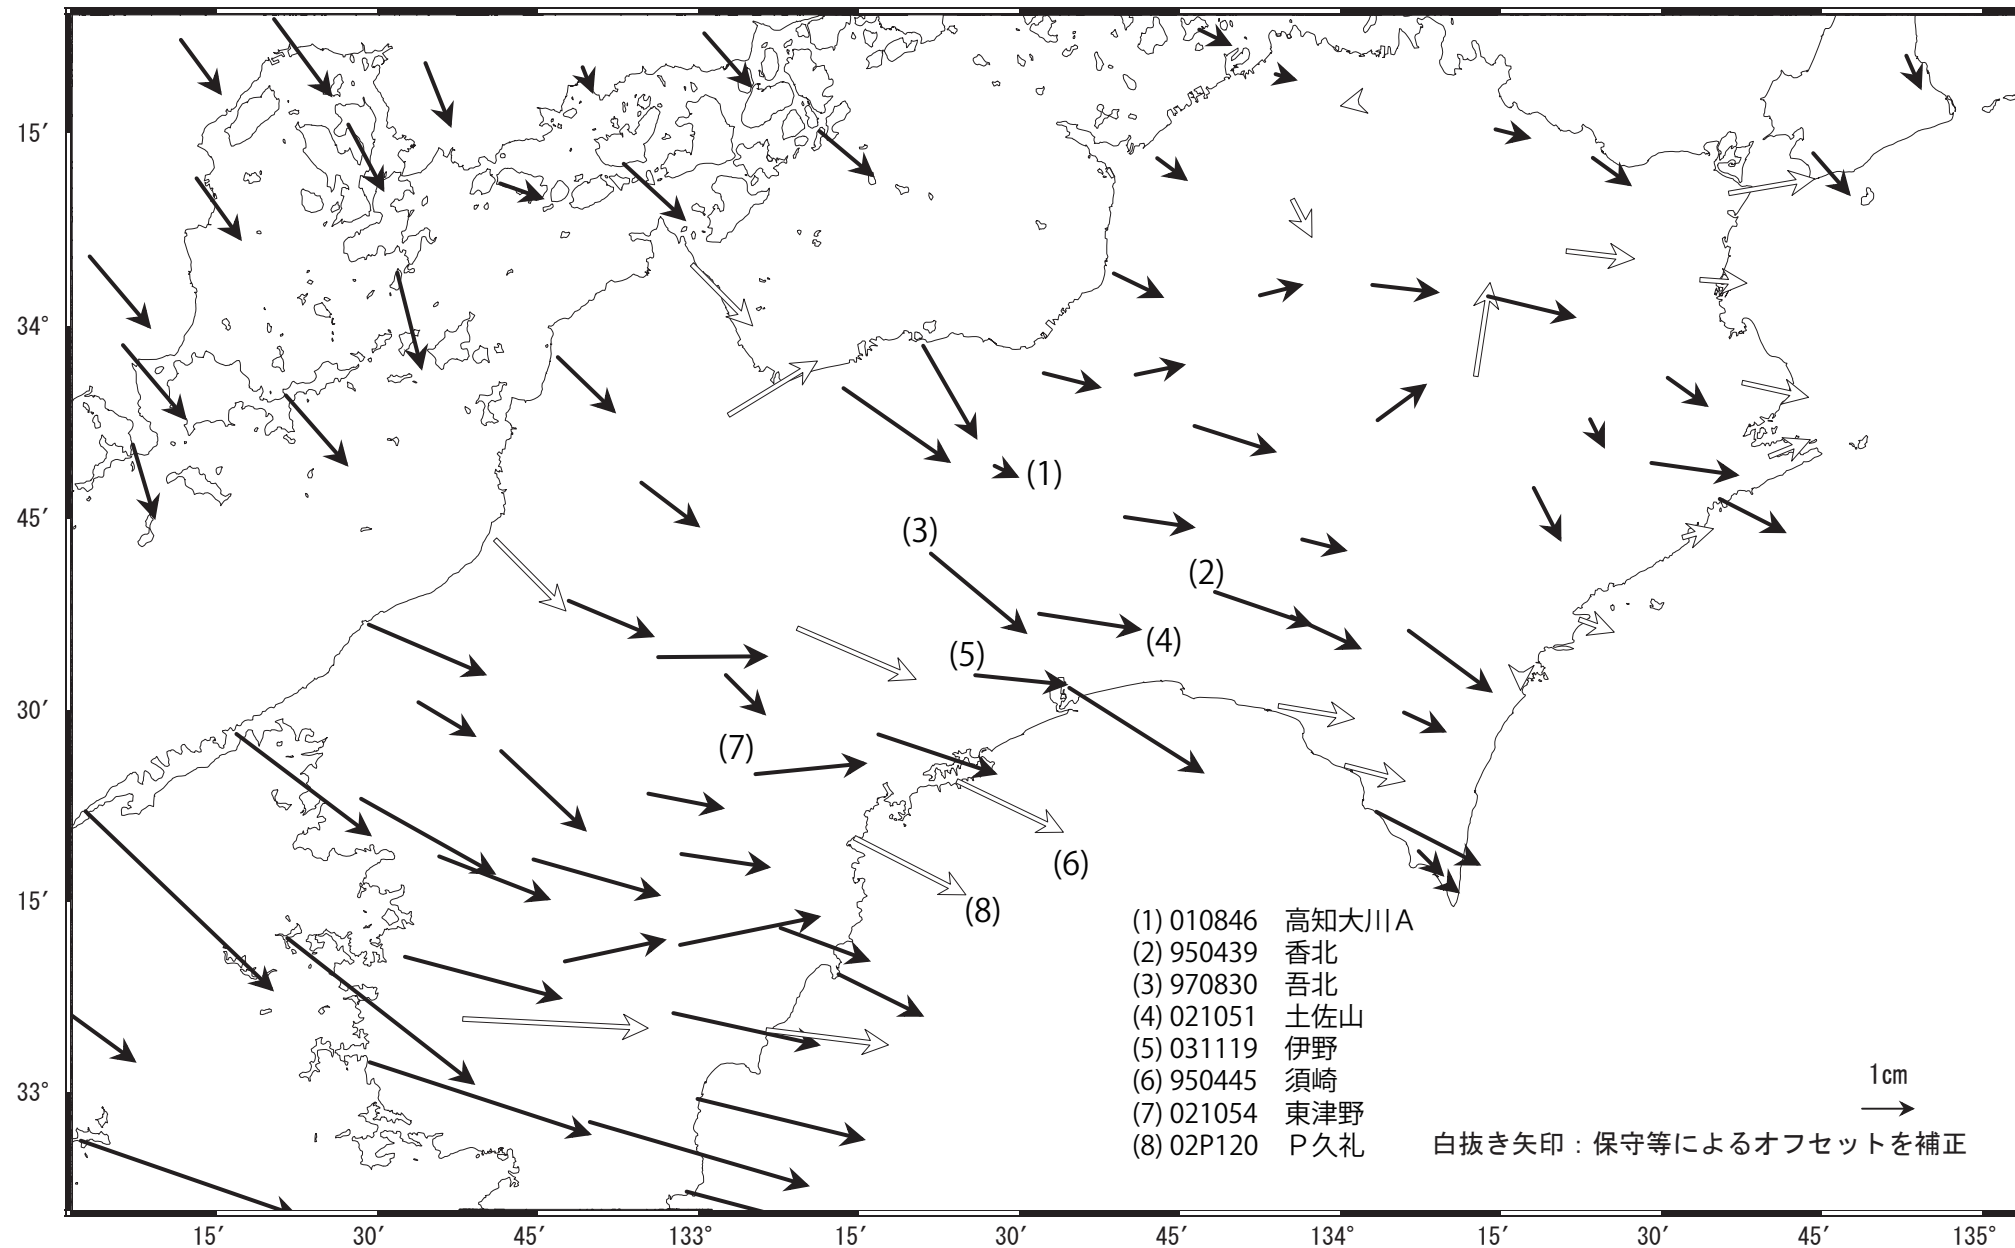 15′
34°
45′
30′
15′
33°
(1)
(3)
(2)
(4)
(5)
(7)
(6)
(8)
(1) 010846 高知大川A
(2) 950439 香北
(3) 970830 吾北
(4) 021051 土佐山
(5) 031119 伊野
(6) 950445 須崎
(7) 021054 東津野
(8) 02P120 P久礼
1cm
白抜き矢印：保守等によるオフセットを補正
15′ 30′ 45′ 133° 15′ 30′ 45′ 134° 15′ 30′ 45′ 135°